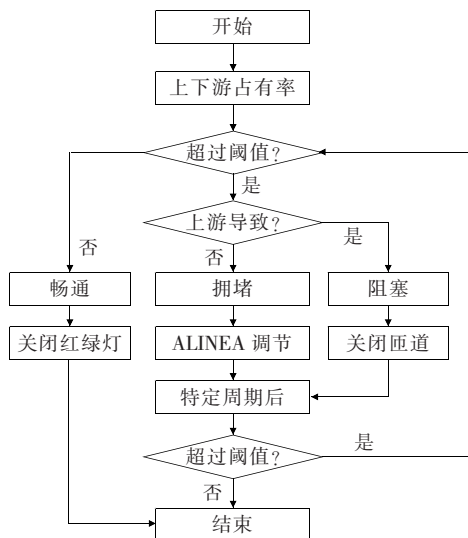 开始
上下游占有率
超过阈值?
是
上游导致?
否
否
是
畅通
拥堵
阻塞
关闭红绿灯
ALINEA 调节
关闭匝道
特定周期后
超过阈值?
是
否
结束